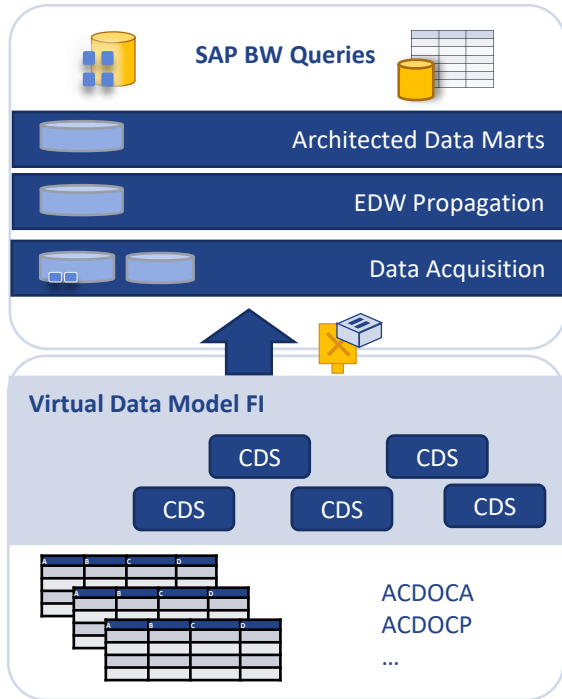 SAP BW Queries
Architected Data Marts
EDW Propagation
Data Acquisition
Virtual Data Model FI
CDS CDS
CDS CDS CDS
A B C D
A B C D
A B C D
ACDOCA
ACDOCP
...